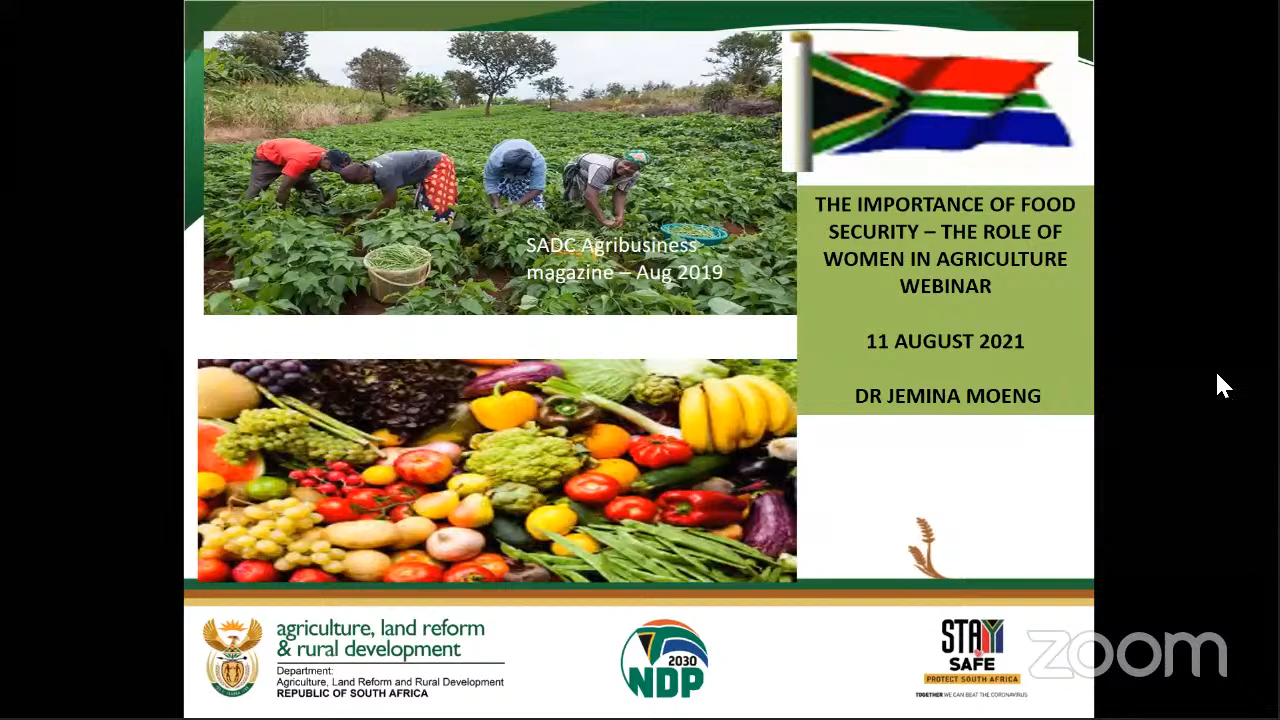 SADC Agribusiness
magazine – Aug 2019
THE IMPORTANCE OF FOOD
SECURITY – THE ROLE OF
WOMEN IN AGRICULTURE
WEBINAR
11 AUGUST 2021
DR JEMINA MOENG
agriculture, land reform
& rural development
Department:
Agriculture, Land Reform and Rural Development
REPUBLIC OF SOUTH AFRICA
2030
NDP
STAY
SAFE
PROTECT SOUTH AFRICA
TOGETHER WE CAN BEAT THE CORONAVIRUS
zoom